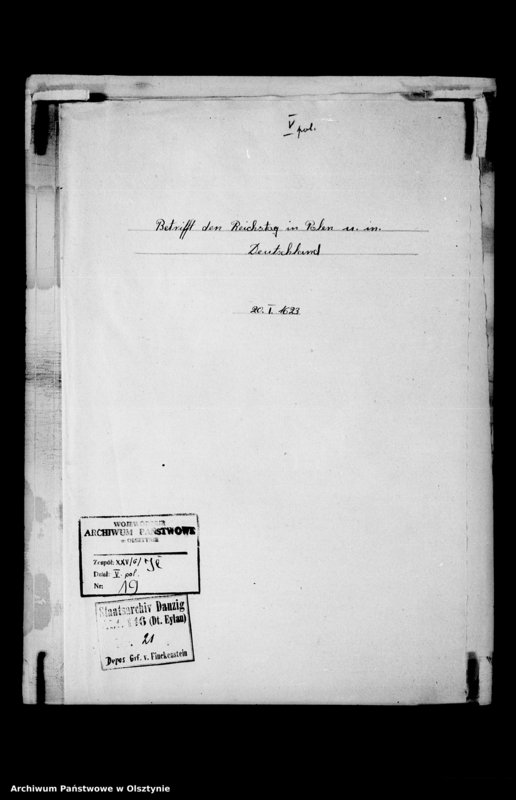 V pol.
Betrifft den Reichstag in Polen u. in
Deutschland
20. I. 1623
WOJEWÓDZKIE
ARCHIWUM PAŃSTWOWE
w OLSZTYNIE
Zespół: XXV/6/
Dział: V. pol.
Nr: 19
Staatsarchiv Danzig
(Dt. Eylau)
21
Depos Grf. v. Finckenstein
Archiwum Państwowe w Olsztynie